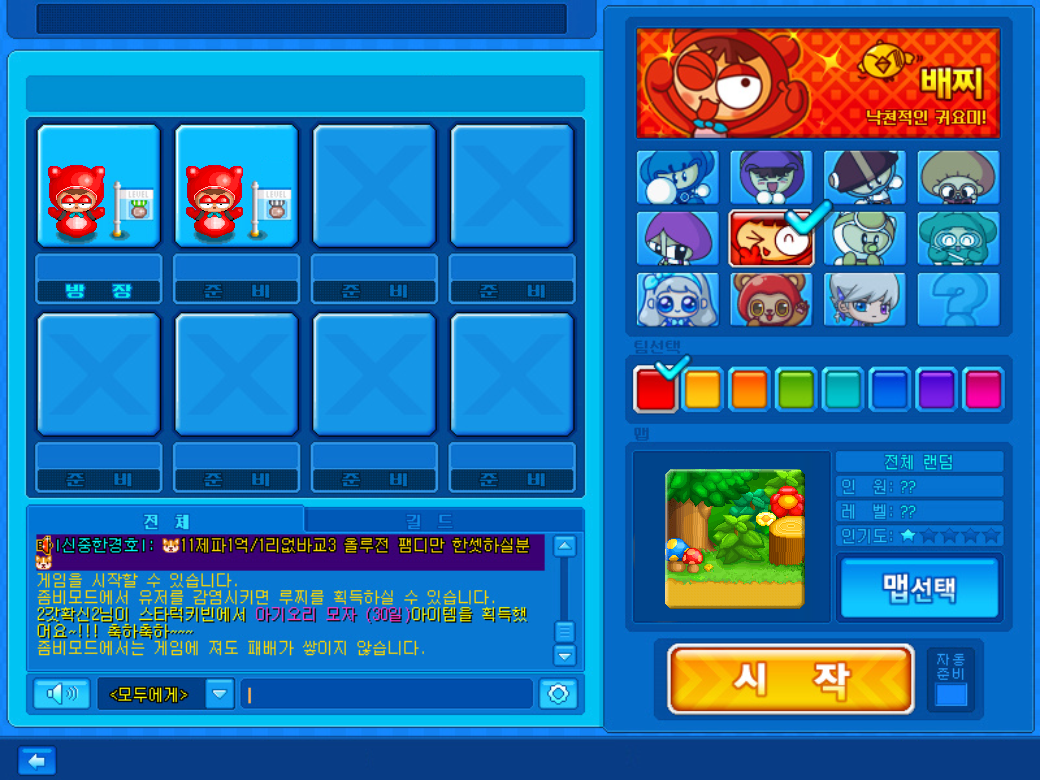 배찌
낙천적인 귀요미!
LEVEL
LEVEL
방 장
준 비
준 비
준 비
준 비
준 비
준 비
준 비
팀선택
맵
전체 랜덤
인 원: ??
레 벨: ??
인기도:
맵선택
전 체
길 드
신중한경호I: 11제파1억/1리없바교3 올루전 팸디만 한셋하실분
게임을 시작할 수 있습니다.
좀비모드에서 유저를 감염시키면 루찌를 획득하실 수 있습니다.
2갓확신2님이 스타럭키빈에서 아기오리 모자 (30일)아이템을 획득했
어요~!!! 축하축하~~~
좀비모드에서는 게임에 져도 패배가 쌓이지 않습니다.
<모두에게>
시 작
자동
준비